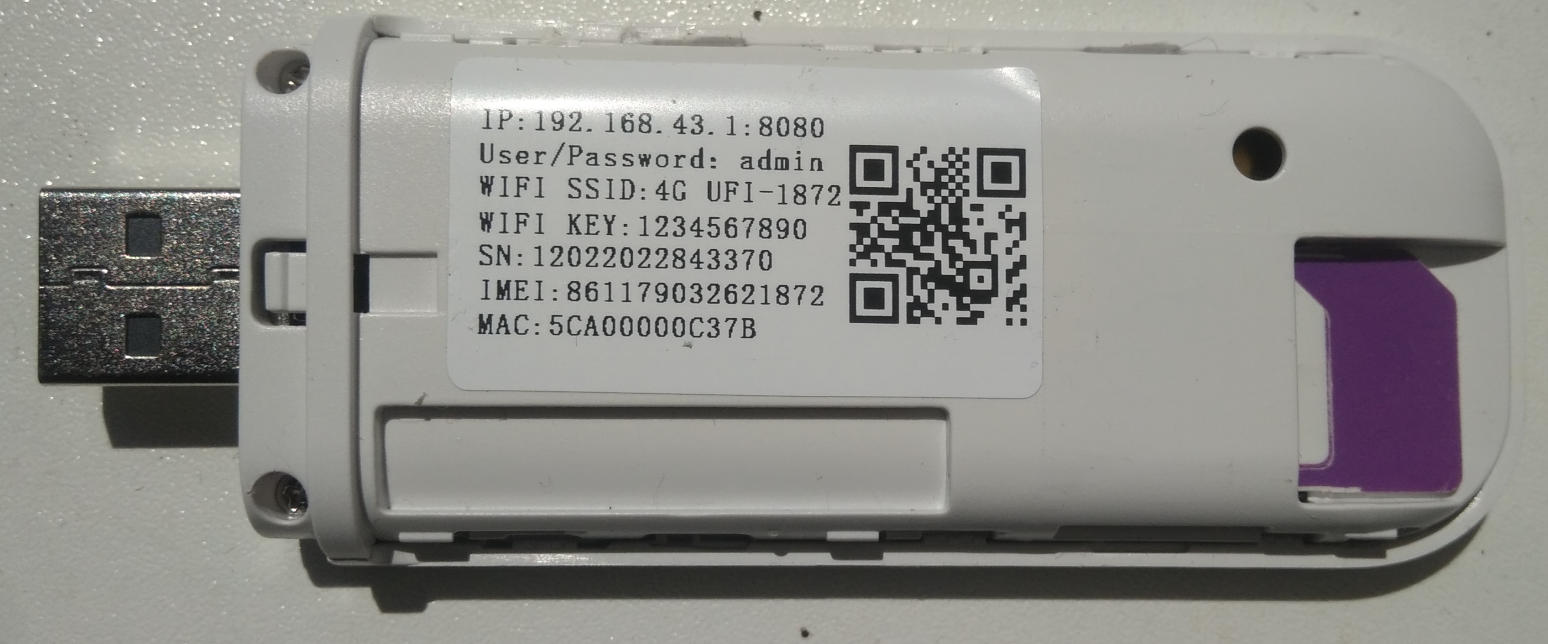 IP:192.168.43.1:8080
User/Password: admin
WIFI SSID:4G UFI-1872
WIFI KEY:1234567890
SN:12022022843370
IMEI:861179032621872
MAC:5CA00000C37B